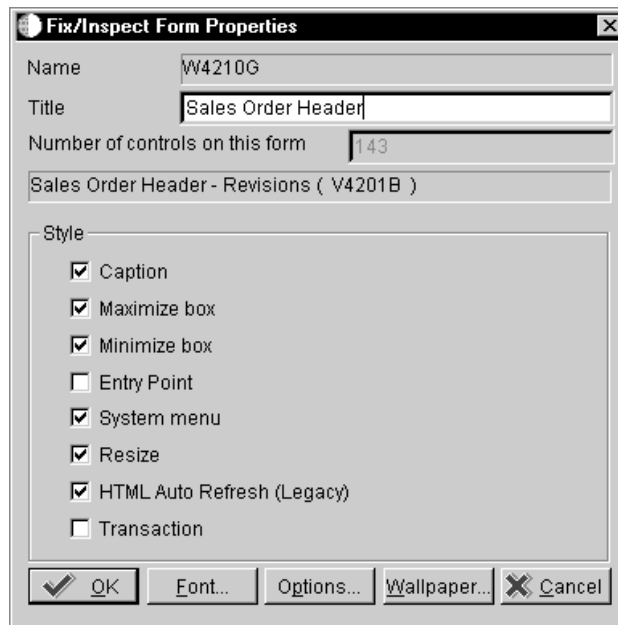 Fix/Inspect Form Properties
Name W4210G
Title Sales Order Header
Number of controls on this form 143
Sales Order Header - Revisions ( V4201B )
Style
Caption
Maximize box
Minimize box
Entry Point
System menu
Resize
HTML Auto Refresh (Legacy)
Transaction
OK Font... Options... Wallpaper... Cancel